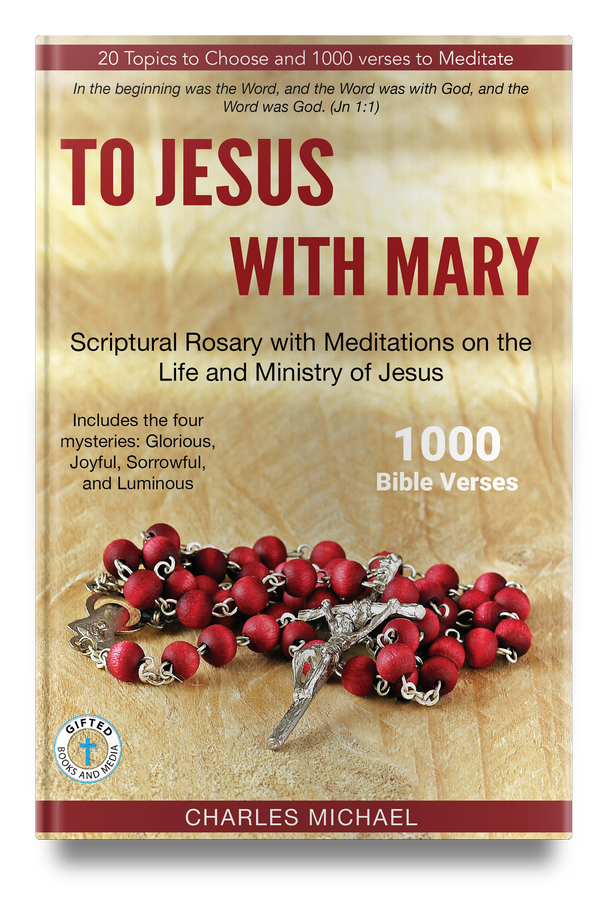 20 Topics to Choose and 1000 verses to Meditate
In the beginning was the Word, and the Word was with God, and the
Word was God. (Jn 1:1)
TO JESUS
WITH MARY
Scriptural Rosary with Meditations on the
Life and Ministry of Jesus
Includes the four
mysteries: Glorious,
Joyful, Sorrowful,
and Luminous
1000
Bible Verses
GIFTED
BOOKS AND MEDIA
CHARLES MICHAEL